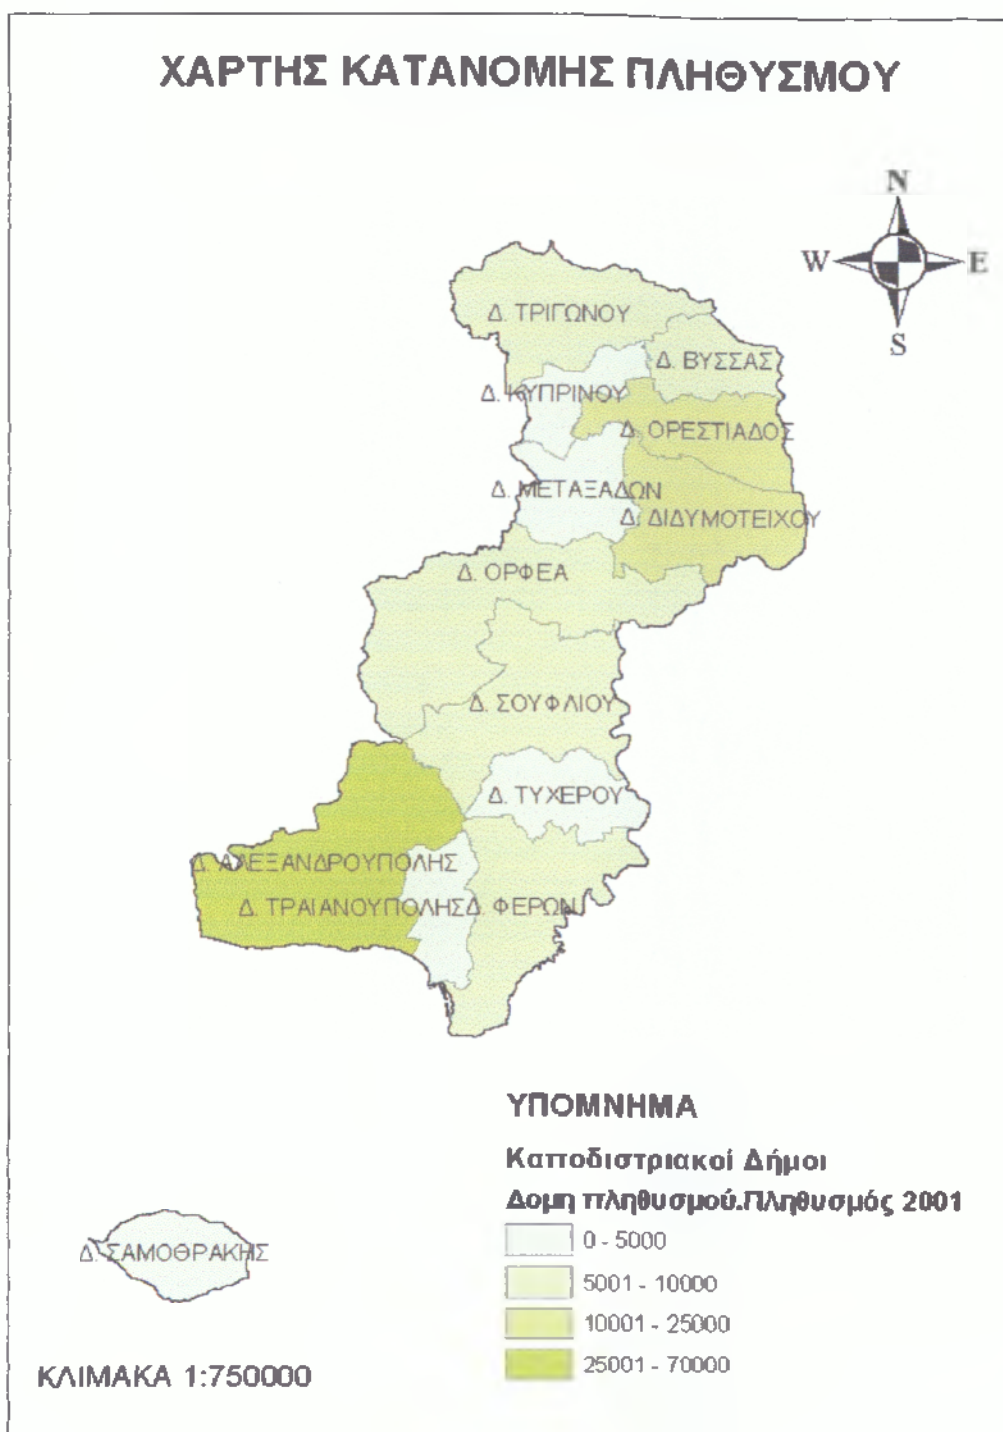 ΧΑΡΤΗΣ ΚΑΤΑΝΟΜΗΣ ΠΛΗΘΥΣΜΟΥ
N
W E
S
Δ. ΤΡΙΓΩΝΟΥ
Δ. ΒΥΣΣΑΣ
Δ. ΚΥΠΡΙΝΟΥ
Δ. ΟΡΕΣΤΙΑΔΟΣ
Δ. ΜΕΤΑΞΑΔΩΝ
Δ. ΔΙΔΥΜΟΤΕΙΧΟΥ
Δ. ΟΡΦΕΑ
Δ. ΣΟΥΦΛΙΟΥ
Δ. ΤΥΧΕΡΟΥ
Δ. ΑΛΕΞΑΝΔΡΟΥΠΟΛΗΣ
Δ. ΤΡΑΙΑΝΟΥΠΟΛΗΣ Δ. ΦΕΡΩΝ
ΥΠΟΜΝΗΜΑ
Καποδιστριακοί Δήμοι
Δομη πληθυσμού.Πληθυσμός 2001
0 - 5000
5001 - 10000
10001 - 25000
25001 - 70000
Δ. ΣΑΜΟΘΡΑΚΗΣ
ΚΛΙΜΑΚΑ 1:750000